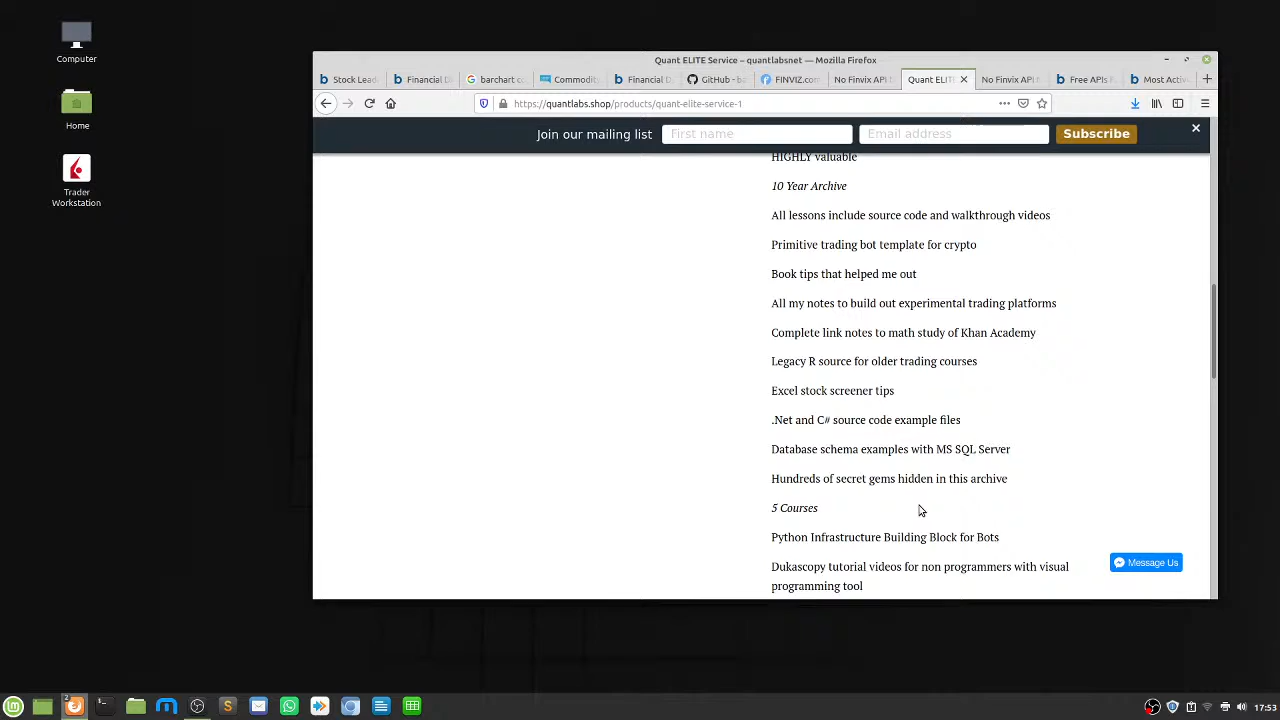 Computer
Home
Trader
Workstation
Quant ELITE Service – quantlabsnet — Mozilla Firefox
Stock Lead
Financial D
barchart co
Commodity
Financial D
GitHub - ba
FINVIZ.com
No Finviz API
Quant ELIT
No Finvix API
Free APIs
Most Activ
https://quantlabs.shop/products/quant-elite-service-1
Join our mailing list
First name
Email address
Subscribe
HIGHLY valuable
10 Year Archive
All lessons include source code and walkthrough videos
Primitive trading bot template for crypto
Book tips that helped me out
All my notes to build out experimental trading platforms
Complete link notes to math study of Khan Academy
Legacy R source for older trading courses
Excel stock screener tips
.Net and C# source code example files
Database schema examples with MS SQL Server
Hundreds of secret gems hidden in this archive
5 Courses
Python Infrastructure Building Block for Bots
Dukascopy tutorial videos for non programmers with visual
programming tool
Message Us
17:53